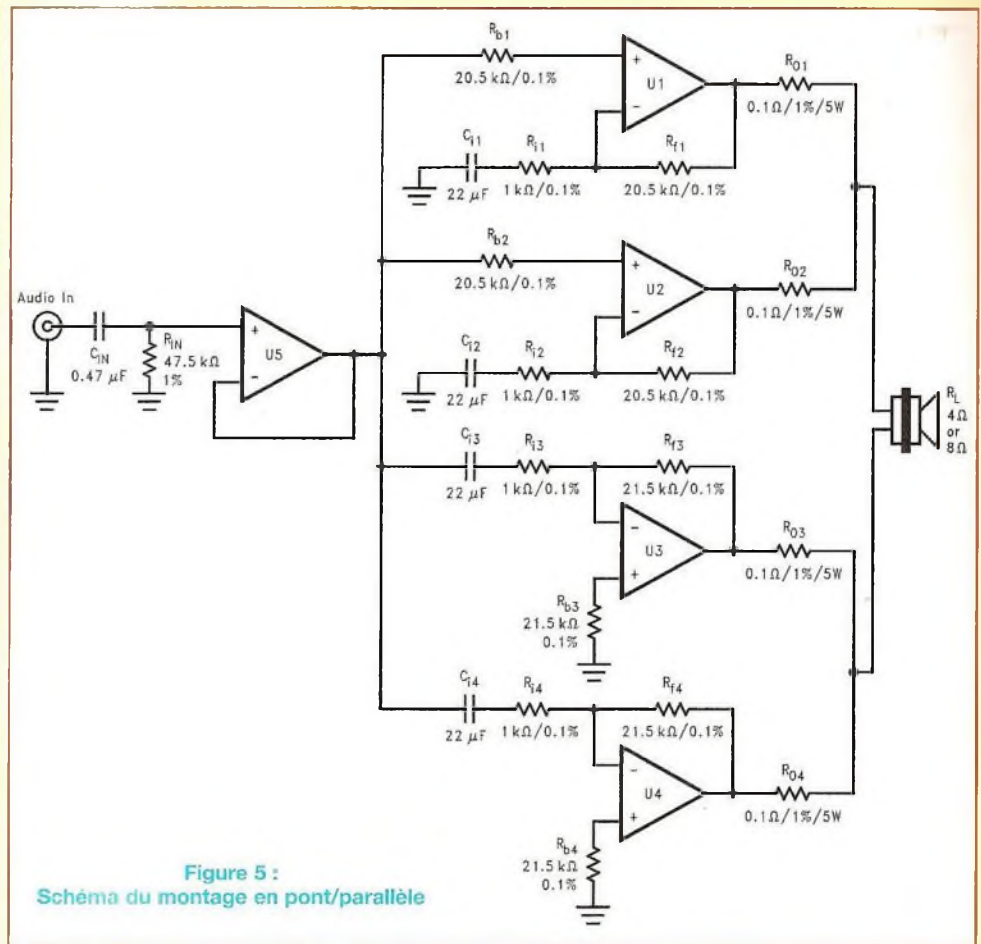 Rb1
20.5 kΩ/0.1%
+
U1
−
RO1
0.1Ω/1%/5W
Ci1
22 µF
Ri1
1 kΩ/0.1%
Rf1
20.5 kΩ/0.1%
Rb2
20.5 kΩ/0.1%
+
U2
−
RO2
0.1Ω/1%/5W
Audio In
CIN
0.47 µF
RIN
47.5 kΩ
1%
+
U5
−
Ci2
22 µF
Ri2
1 kΩ/0.1%
Rf2
20.5 kΩ/0.1%
RL
4Ω
or
8Ω
Ci3
22 µF
Ri3
1 kΩ/0.1%
Rf3
21.5 kΩ/0.1%
−
U3
+
RO3
0.1Ω/1%/5W
Rb3
21.5 kΩ
0.1%
Ci4
22 µF
Ri4
1 kΩ/0.1%
Rf4
21.5 kΩ/0.1%
−
U4
+
RO4
0.1Ω/1%/5W
Rb4
21.5 kΩ
0.1%
Figure 5 :
Schéma du montage en pont/parallèle